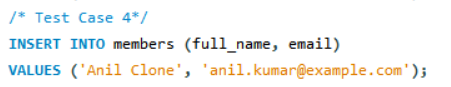 /* Test Case 4*/
INSERT INTO members (full_name, email)
VALUES ('Anil Clone', 'anil.kumar@example.com');